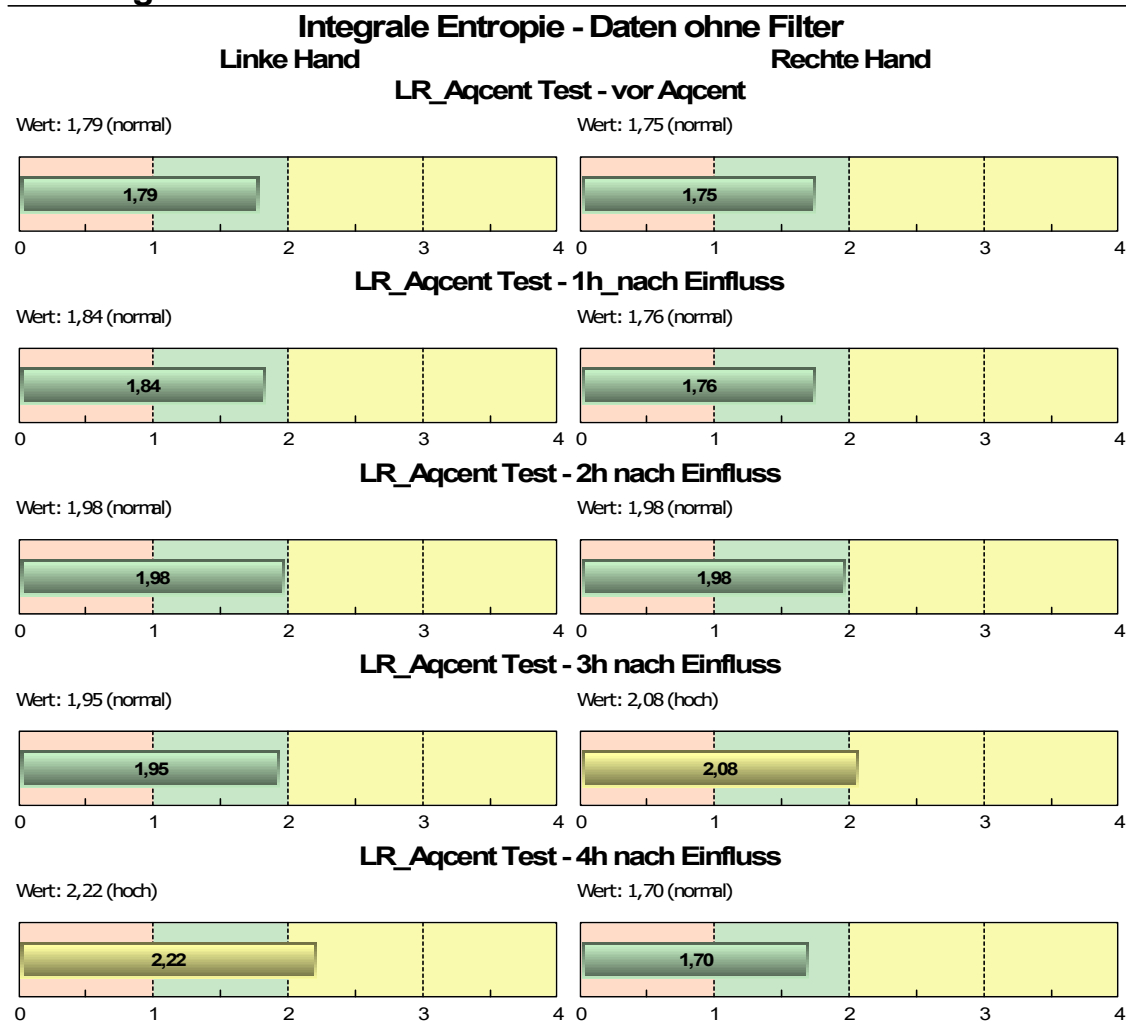 Integrale Entropie - Daten ohne Filter
Linke Hand Rechte Hand
LR_Aqcent Test - vor Aqcent
Wert: 1,79 (normal) Wert: 1,75 (normal)
1,79 1,75
0 1 2 3 4 0 1 2 3 4
LR_Aqcent Test - 1h_nach Einfluss
Wert: 1,84 (normal) Wert: 1,76 (normal)
1,84 1,76
0 1 2 3 4 0 1 2 3 4
LR_Aqcent Test - 2h nach Einfluss
Wert: 1,98 (normal) Wert: 1,98 (normal)
1,98 1,98
0 1 2 3 4 0 1 2 3 4
LR_Aqcent Test - 3h nach Einfluss
Wert: 1,95 (normal) Wert: 2,08 (hoch)
1,95 2,08
0 1 2 3 4 0 1 2 3 4
LR_Aqcent Test - 4h nach Einfluss
Wert: 2,22 (hoch) Wert: 1,70 (normal)
2,22 1,70
0 1 2 3 4 0 1 2 3 4